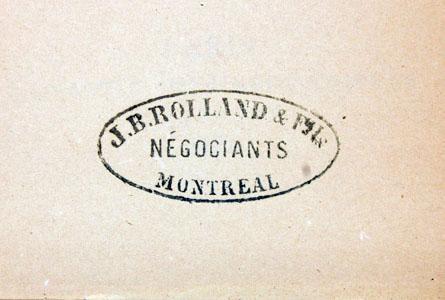 J.B. ROLLAND & Fils
NÉGOCIANTS
MONTREAL